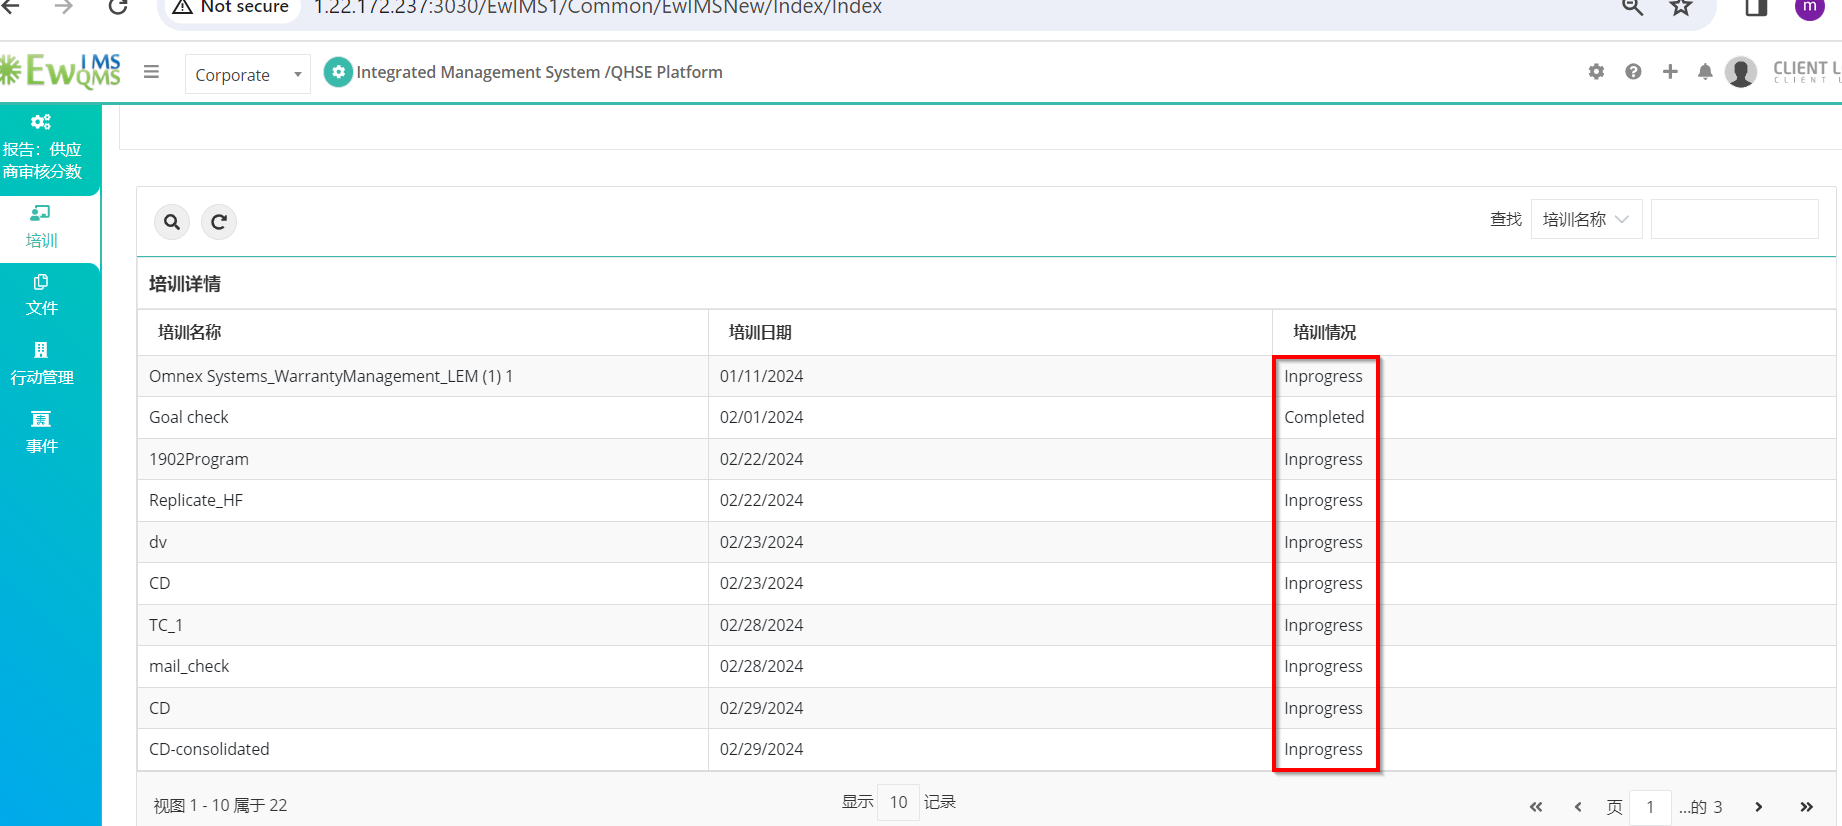 Not secure 1.22.172.237:3030/EwIMS1/Common/EwIMSNew/Index/Index m
EwIMS QMS Corporate Integrated Management System /QHSE Platform CLIENT L
CLIENT L
报告：供应
商审核分数
培训
文件
行动管理
事件
查找 培训名称
培训详情
培训名称 培训日期 培训情况
Omnex Systems_WarrantyManagement_LEM (1) 1 01/11/2024 Inprogress
Goal check 02/01/2024 Completed
1902Program 02/22/2024 Inprogress
Replicate_HF 02/22/2024 Inprogress
dv 02/23/2024 Inprogress
CD 02/23/2024 Inprogress
TC_1 02/28/2024 Inprogress
mail_check 02/28/2024 Inprogress
CD 02/29/2024 Inprogress
CD-consolidated 02/29/2024 Inprogress
视图 1 - 10 属于 22 显示 10 记录 « ‹ 页 1 ...的 3 › »